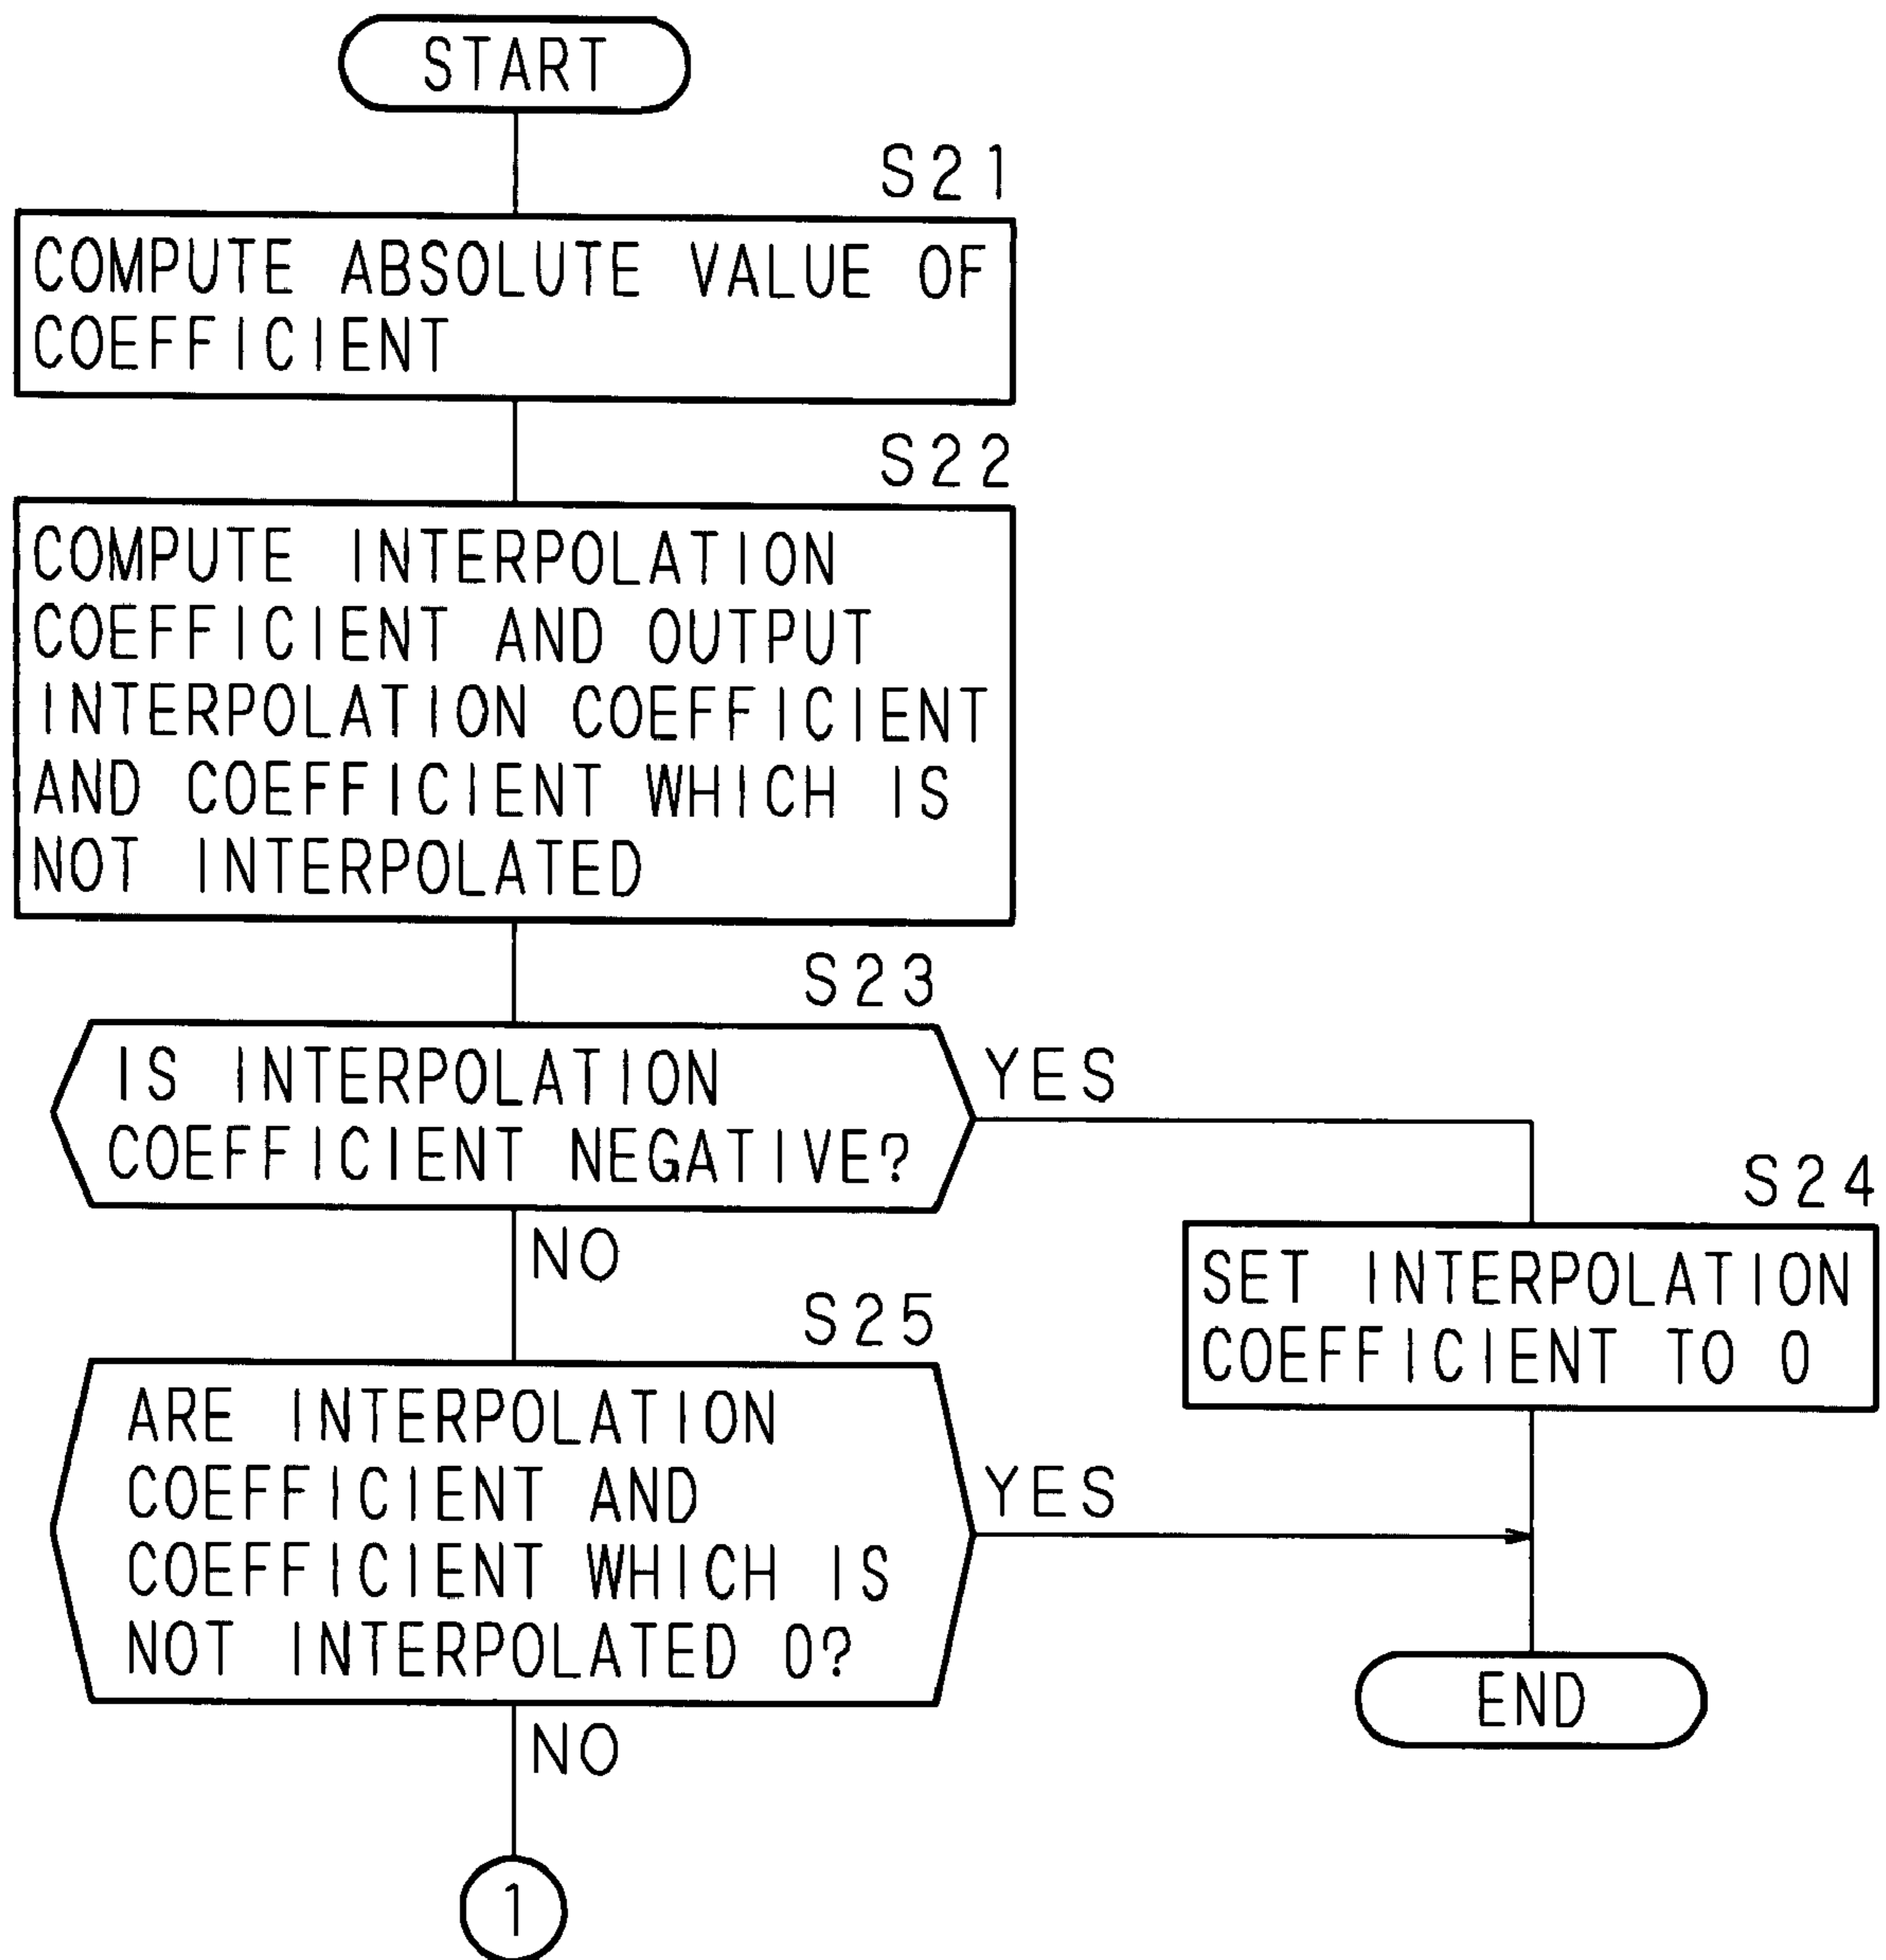 START
S21
COMPUTE ABSOLUTE VALUE OF
COEFFICIENT
S22
COMPUTE INTERPOLATION
COEFFICIENT AND OUTPUT
INTERPOLATION COEFFICIENT
AND COEFFICIENT WHICH IS
NOT INTERPOLATED
S23
IS INTERPOLATION
COEFFICIENT NEGATIVE?
YES
NO
S24
SET INTERPOLATION
COEFFICIENT TO 0
S25
ARE INTERPOLATION
COEFFICIENT AND
COEFFICIENT WHICH IS
NOT INTERPOLATED 0?
YES
NO
END
1